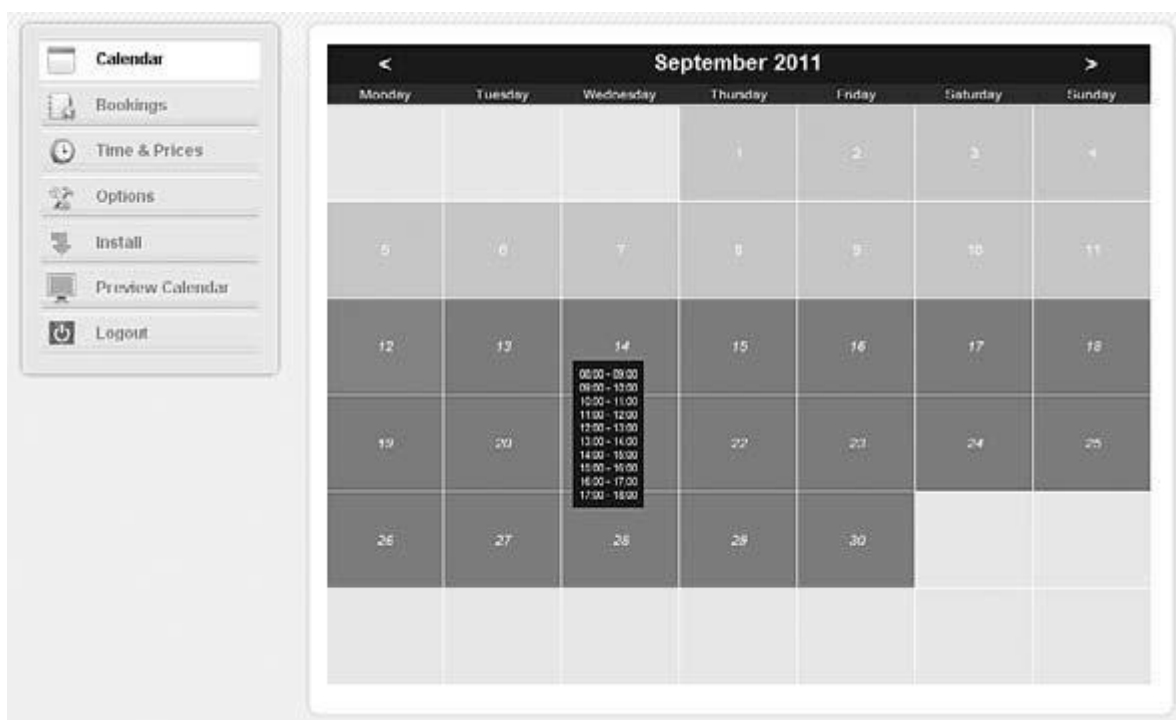 Calendar
Bookings
Time & Prices
Options
Install
Preview Calendar
Logout
< September 2011 >
Monday Tuesday Wednesday Thursday Friday Saturday Sunday
1 2 3 4
5 6 7 8 9 10 11
12 13 14 15 16 17 18
08:00 - 09:00
09:00 - 10:00
10:00 - 11:00
11:00 - 12:00
12:00 - 13:00
13:00 - 14:00
14:00 - 15:00
15:00 - 16:00
16:00 - 17:00
17:00 - 18:00
19 20 22 23 24 25
26 27 28 29 30